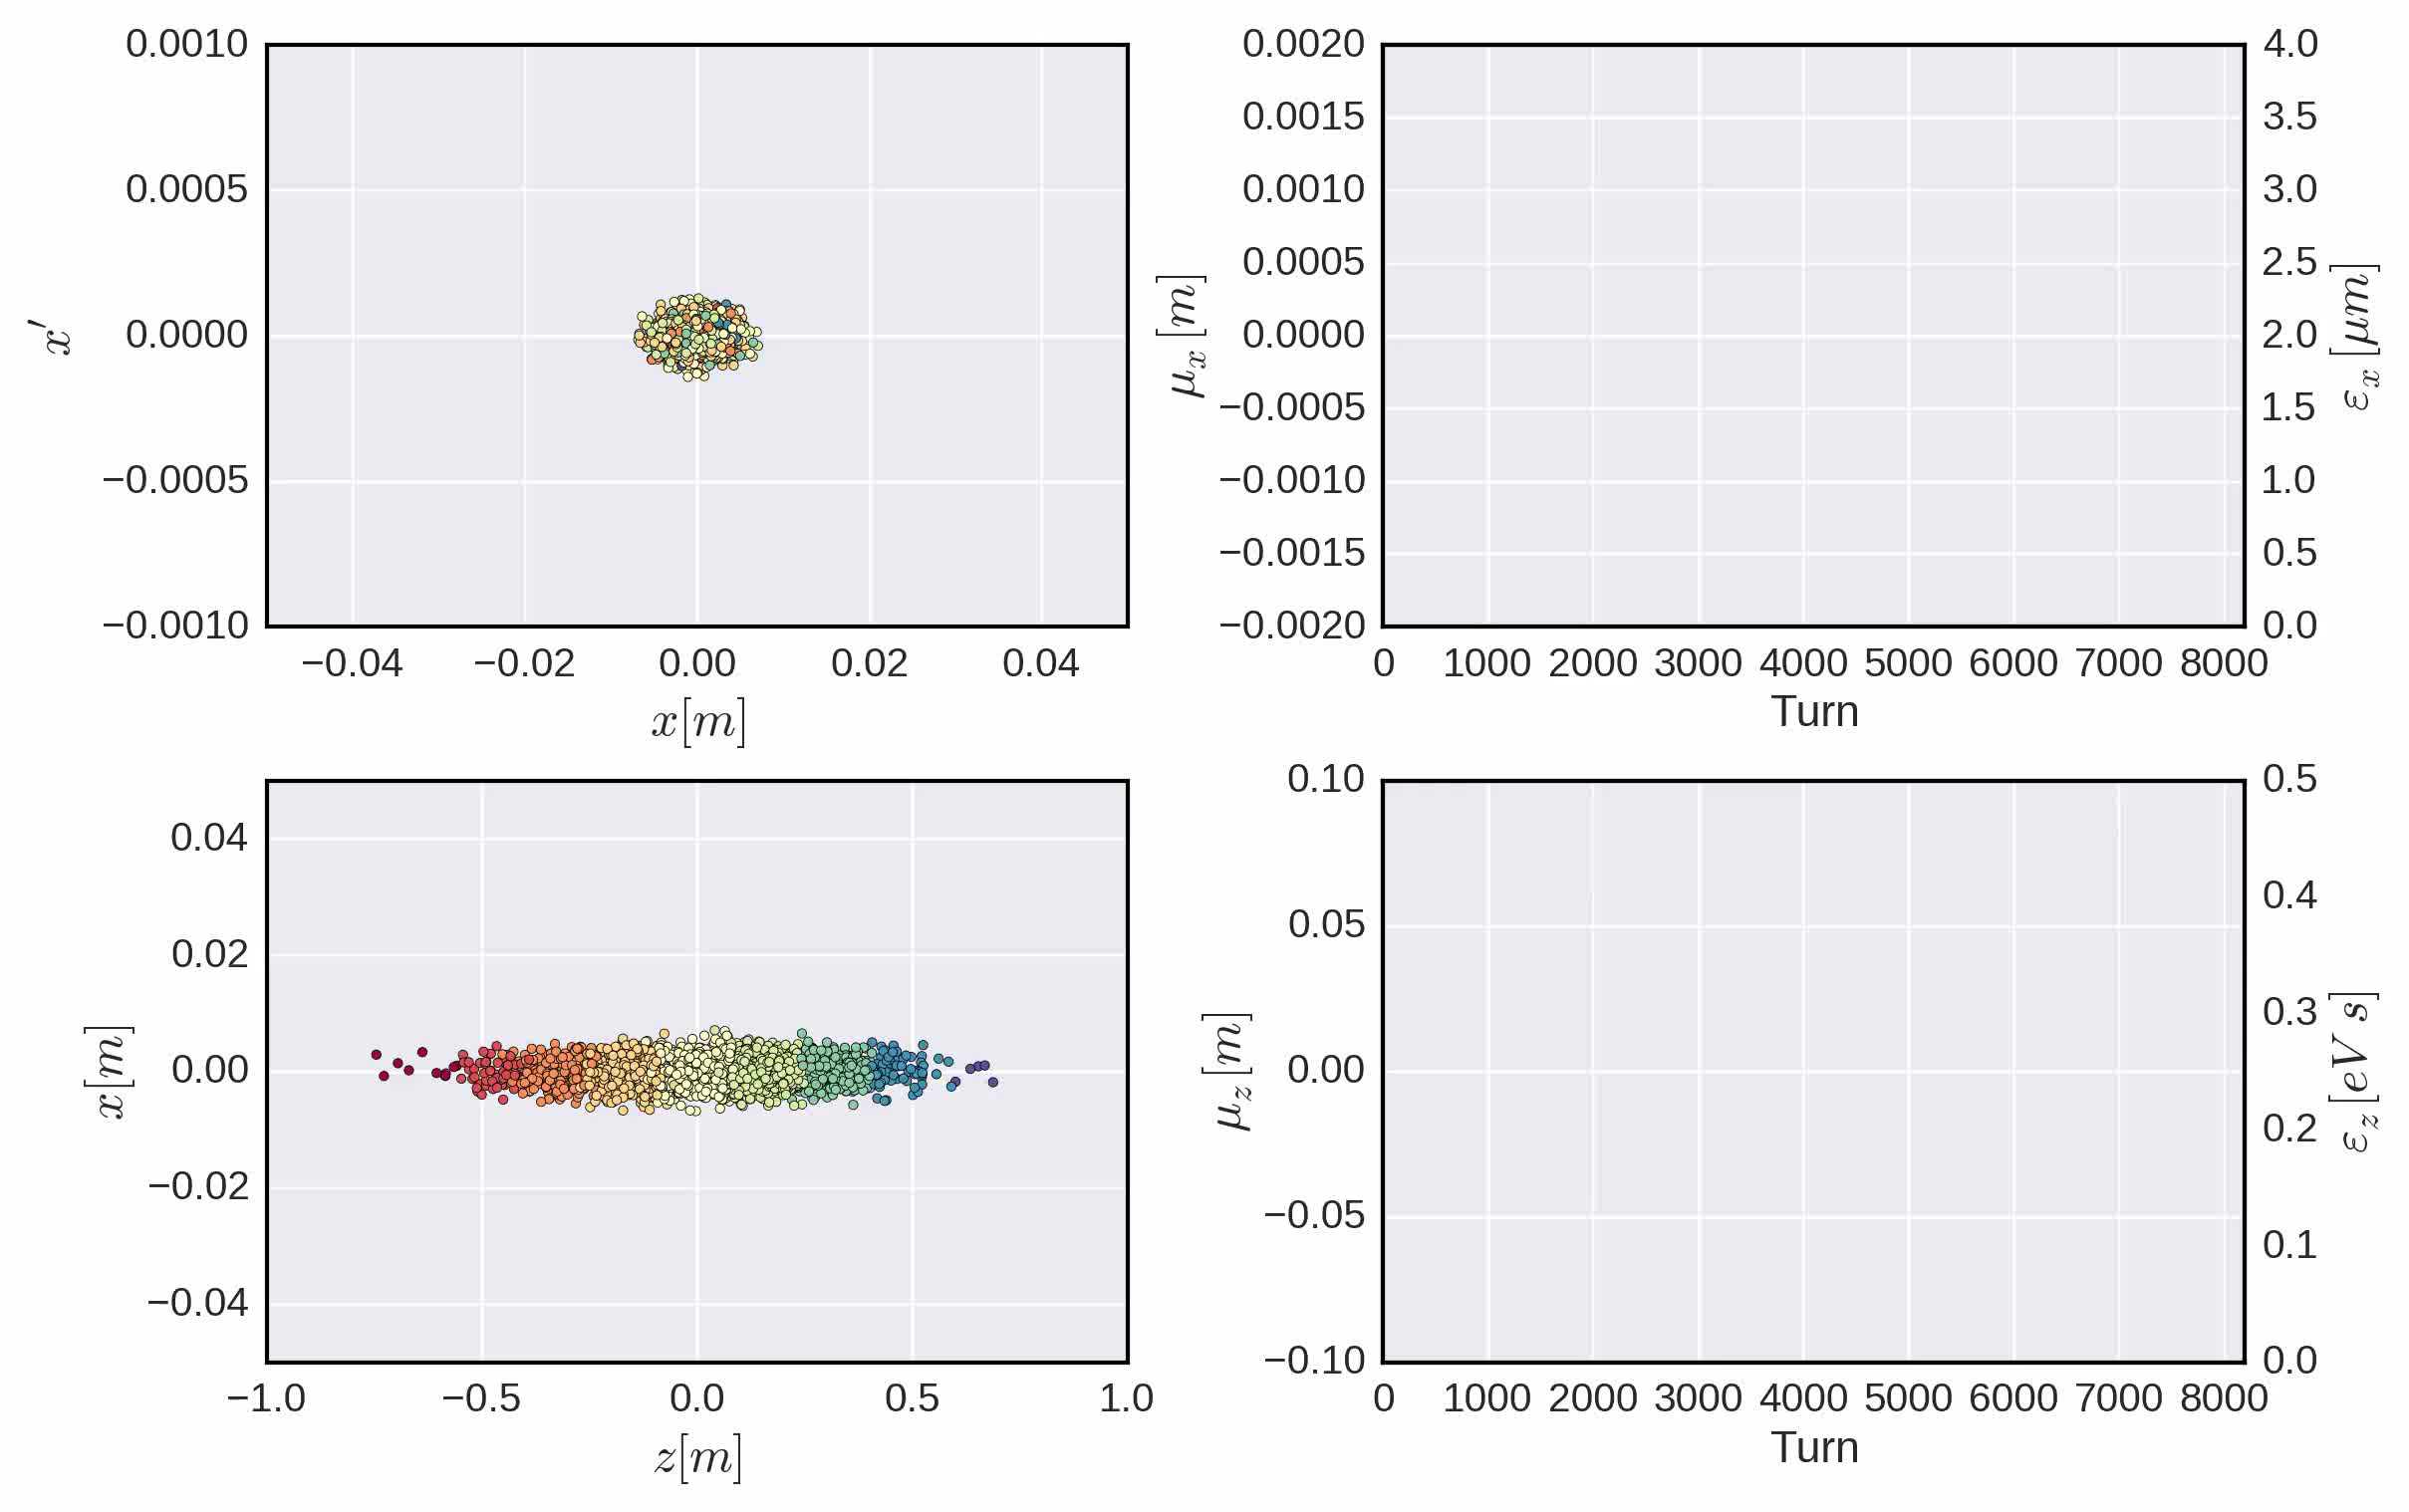 0.0010
0.0005
0.0000
−0.0005
−0.0010
x′
−0.04 −0.02 0.00 0.02 0.04
x[m]
0.0020
0.0015
0.0010
0.0005
0.0000
−0.0005
−0.0010
−0.0015
−0.0020
μx [m]
4.0
3.5
3.0
2.5
2.0
1.5
1.0
0.5
0.0
εx [μm]
0 1000 2000 3000 4000 5000 6000 7000 8000
Turn
0.04
0.02
0.00
−0.02
−0.04
x[m]
−1.0 −0.5 0.0 0.5 1.0
z[m]
0.10
0.05
0.00
−0.05
−0.10
μz [m]
0.5
0.4
0.3
0.2
0.1
0.0
εz [eV s]
0 1000 2000 3000 4000 5000 6000 7000 8000
Turn